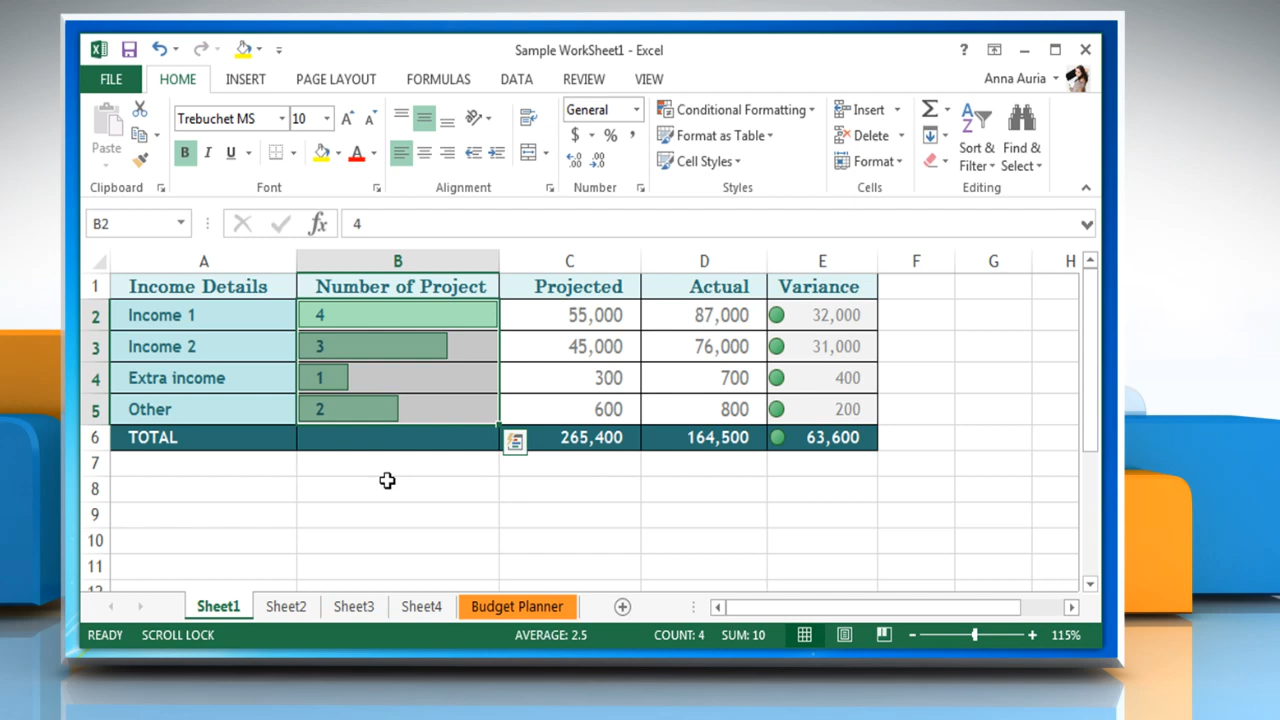 Sample WorkSheet1 - Excel
?
FILE HOME INSERT PAGE LAYOUT FORMULAS DATA REVIEW VIEW Anna Auria
Paste
Clipboard
Trebuchet MS 10
A A
B I U A
Font
Alignment
General
$ % ,
.0 .00
.00 .0
Number
Conditional Formatting
Format as Table
Cell Styles
Styles
Insert
Delete
Format
Cells
Σ A Z
Sort & Filter
Find & Select
Editing
B2 fx 4
A B C D E F G H
1 Income Details Number of Project Projected Actual Variance
2 Income 1 4 55,000 87,000 32,000
3 Income 2 3 45,000 76,000 31,000
4 Extra income 1 300 700 400
5 Other 2 600 800 200
6 TOTAL 265,400 164,500 63,600
7
8
9
10
11
Sheet1 Sheet2 Sheet3 Sheet4 Budget Planner
READY SCROLL LOCK AVERAGE: 2.5 COUNT: 4 SUM: 10 115%